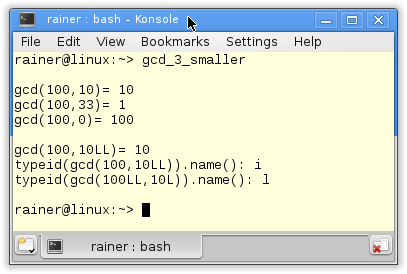 rainer : bash – Konsole
File Edit View Bookmarks Settings Help
rainer@linux:~> gcd_3_smaller
gcd(100,10)= 10
gcd(100,33)= 1
gcd(100,0)= 100
gcd(100,10LL)= 10
typeid(gcd(100,10LL)).name(): i
typeid(gcd(100LL,10L)).name(): l
rainer@linux:~>
rainer : bash